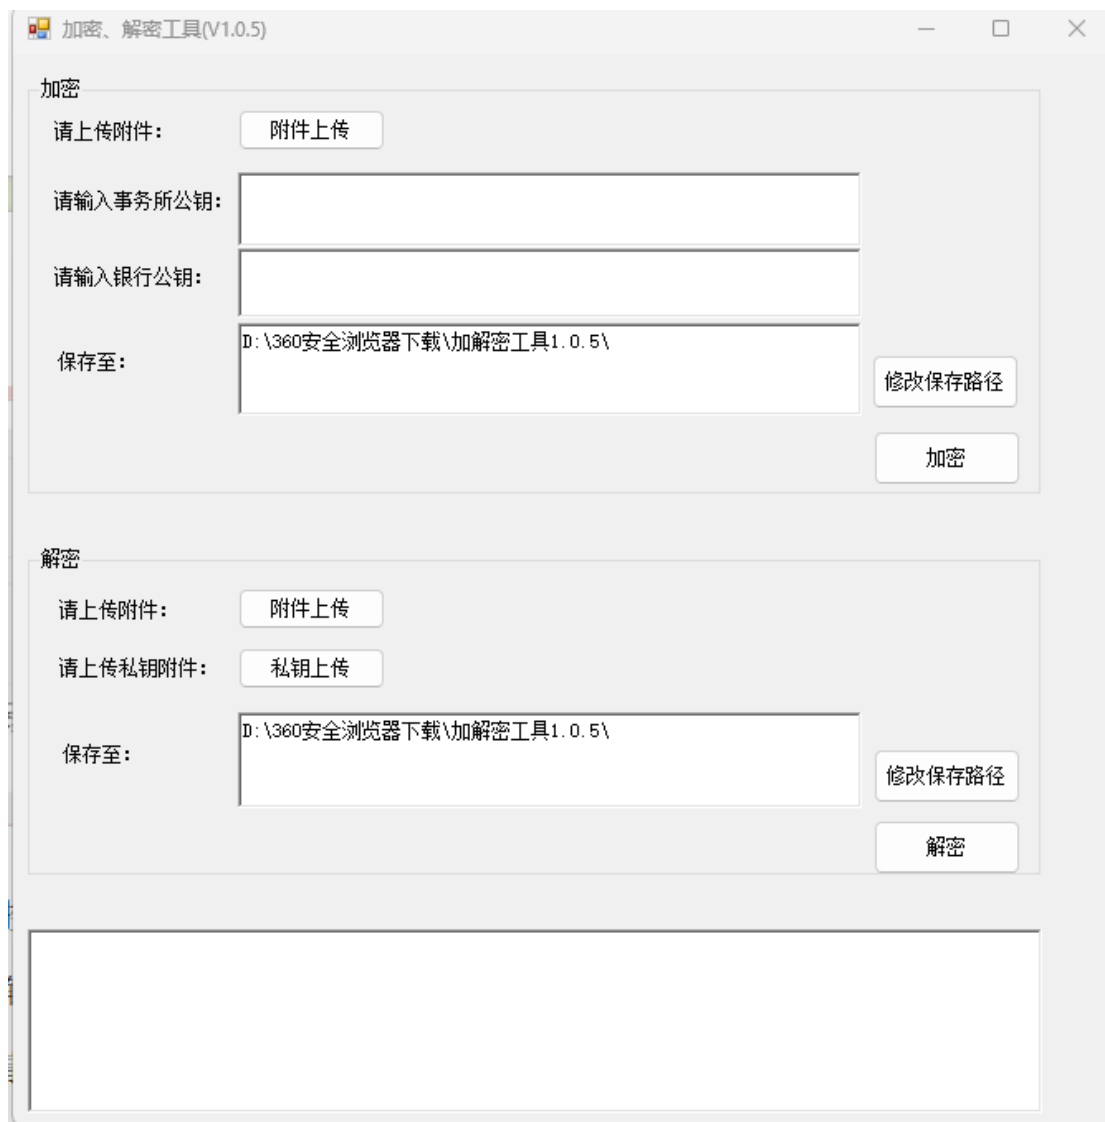 加密、解密工具(V1.0.5)
加密
请上传附件: 附件上传
请输入事务所公钥:
请输入银行公钥:
保存至: D:\360安全浏览器下载\加解密工具1.0.5\
修改保存路径
加密
解密
请上传附件: 附件上传
请上传私钥附件: 私钥上传
保存至: D:\360安全浏览器下载\加解密工具1.0.5\
修改保存路径
解密